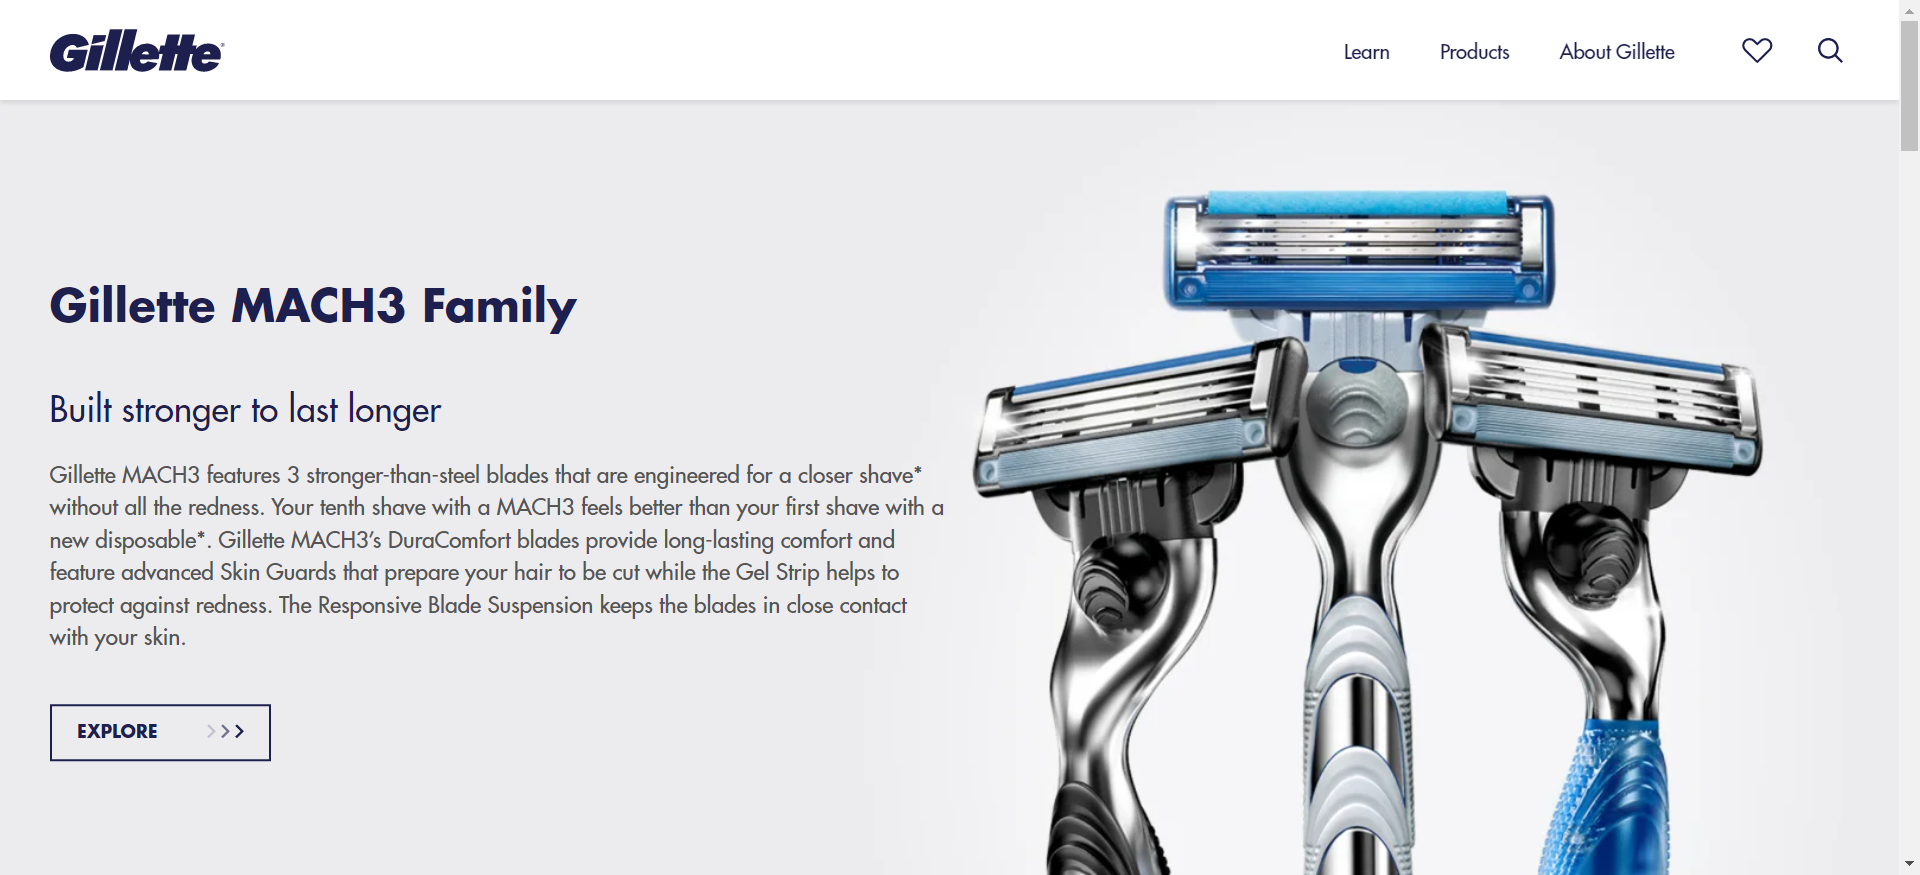 Gillette®
Learn
Products
About Gillette
Gillette MACH3 Family
Built stronger to last longer
Gillette MACH3 features 3 stronger-than-steel blades that are engineered for a closer shave*
without all the redness. Your tenth shave with a MACH3 feels better than your first shave with a
new disposable*. Gillette MACH3’s DuraComfort blades provide long-lasting comfort and
feature advanced Skin Guards that prepare your hair to be cut while the Gel Strip helps to
protect against redness. The Responsive Blade Suspension keeps the blades in close contact
with your skin.
EXPLORE